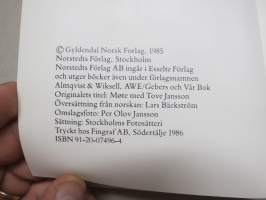 © Gyldendal Norsk Forlag, 1985
Norstedts Förlag, Stockholm
Norstedts Förlag AB ingår i Esselte Förlag
och utger böcker även under förlagsnamnen
Almqvist & Wiksell, AWE/Gebers och Vår Bok
Originalets titel: Møte med Tove Jansson
Översättning från norskan: Lars Bäckström
Omslagsfoto: Per Olov Jansson
Sättning: Stockholms Fotosätteri
Tryckt hos Fingraf AB, Södertälje 1986
ISBN 91-20-07496-4